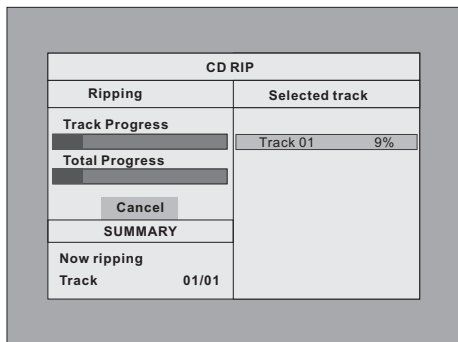 CD RIP
Ripping
Selected track
Track Progress
Track 01 9%
Total Progress
Cancel
SUMMARY
Now ripping
Track 01/01